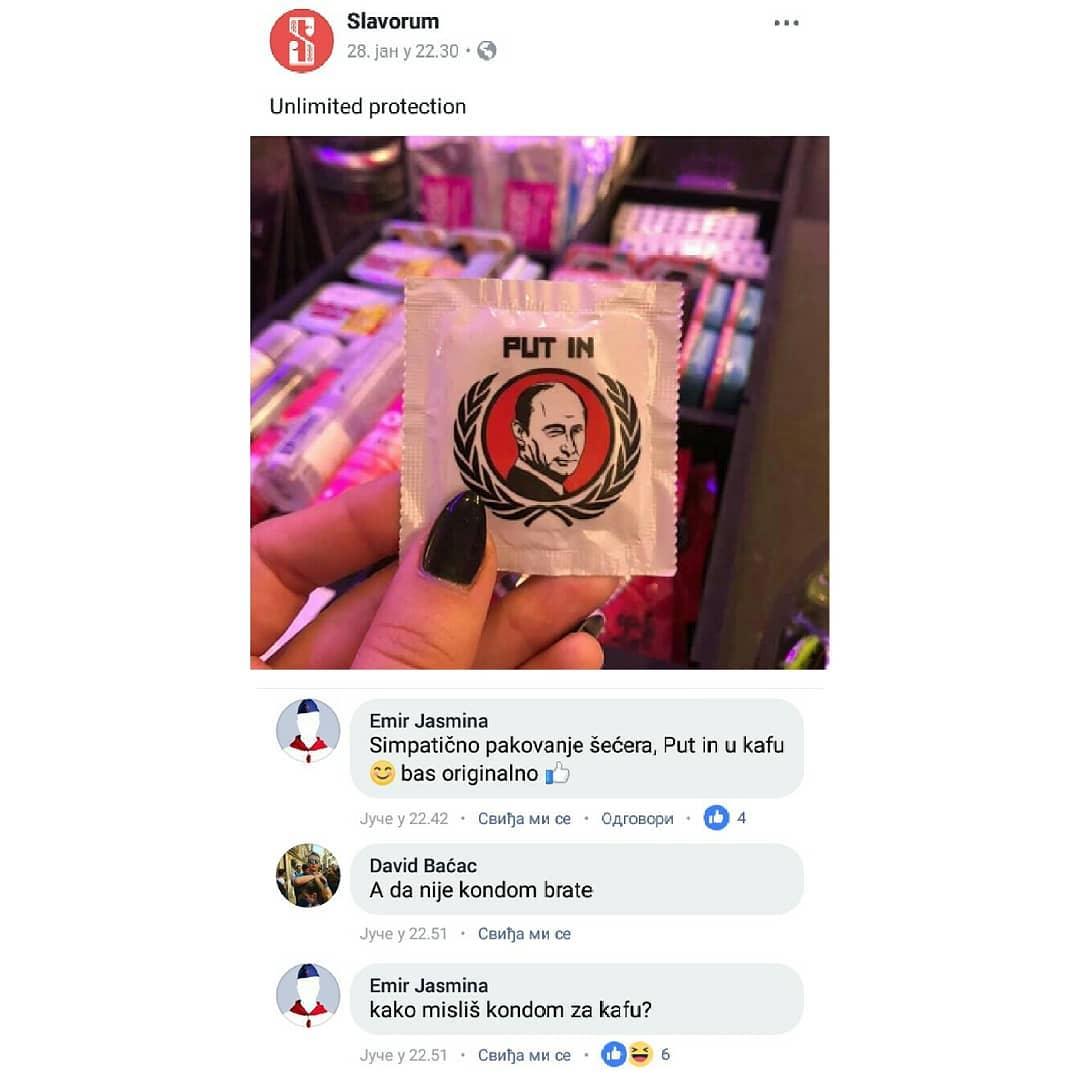 Slavorum
28. јан у 22.30
Unlimited protection
PUT IN
Emir Jasmina
Simpatično pakovanje šećera, Put in u kafu
😊 bas originalno 👍
Јуче у 22.42 • Свиђа ми се • Одговори • 4
David Baćac
A da nije kondom brate
Јуче у 22.51 • Свиђа ми се
Emir Jasmina
kako misliš kondom za kafu?
Јуче у 22.51 • Свиђа ми се • 6